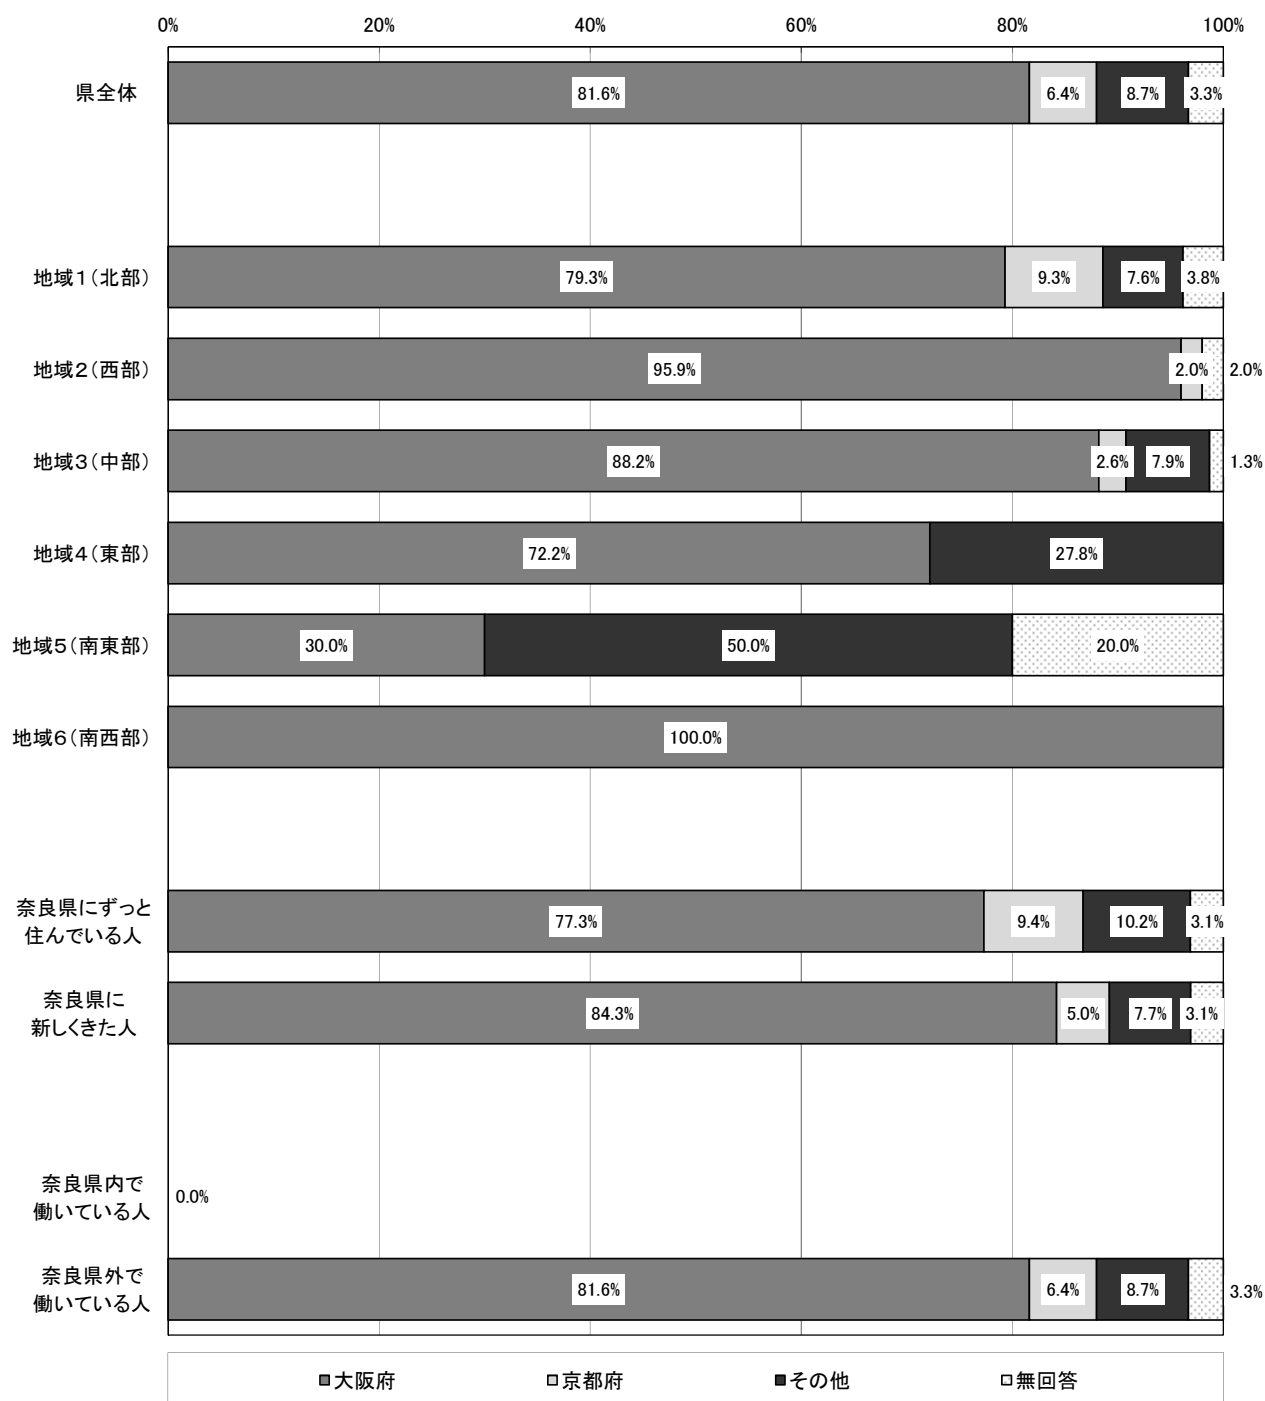 0% 20% 40% 60% 80% 100%
県全体 81.6% 6.4% 8.7% 3.3%
地域1(北部) 79.3% 9.3% 7.6% 3.8%
地域2(西部) 95.9% 2.0% 2.0%
地域3(中部) 88.2% 2.6% 7.9% 1.3%
地域4(東部) 72.2% 27.8%
地域5(南東部) 30.0% 50.0% 20.0%
地域6(南西部) 100.0%
奈良県にずっと
住んでいる人
77.3% 9.4% 10.2% 3.1%
奈良県に
新しくきた人
84.3% 5.0% 7.7% 3.1%
奈良県内で
働いている人
0.0%
奈良県外で
働いている人
81.6% 6.4% 8.7% 3.3%
大阪府 京都府 その他 無回答